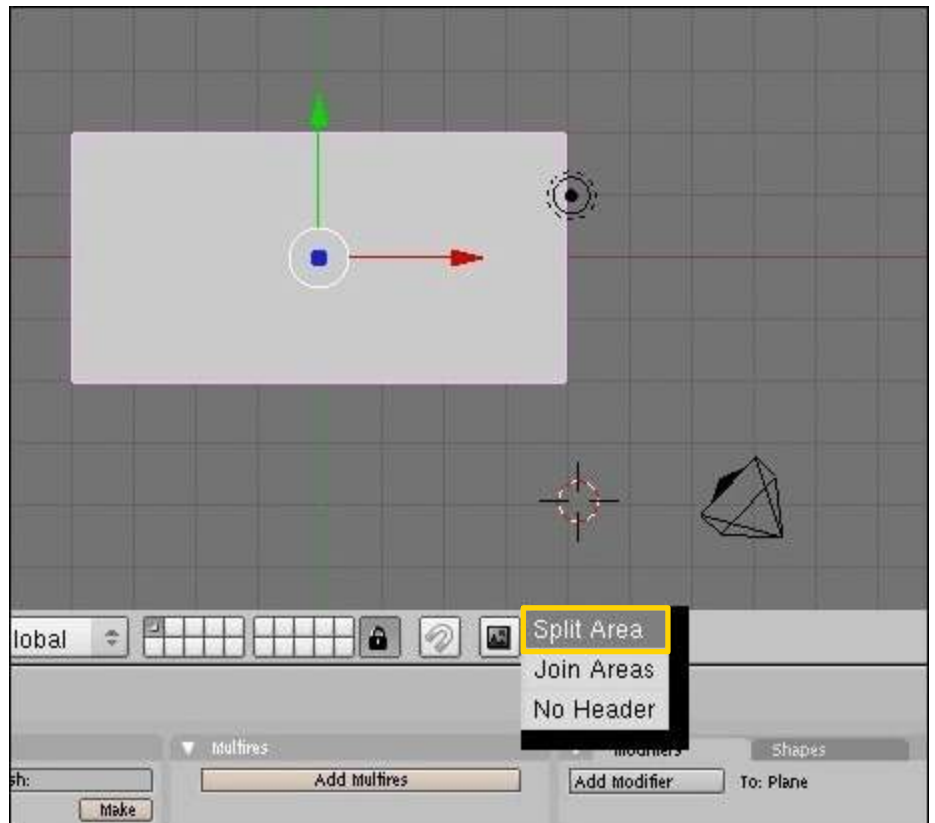 lobal
Split Area
Join Areas
No Header
Multires
Modifiers
Shapes
sh:
Add Multires
Add Modifier
To: Plane
Make